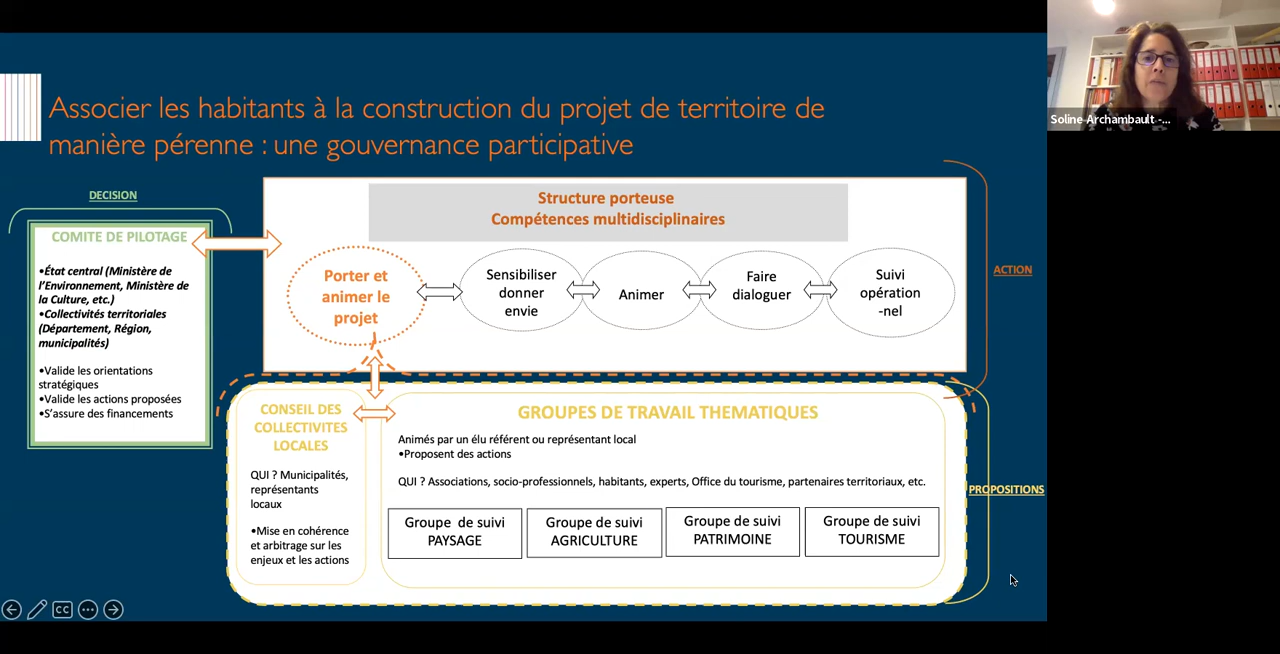 Associer les habitants à la construction du projet de territoire de
manière pérenne : une gouvernance participative
Soline Archambault -...
DECISION
COMITE DE PILOTAGE
•État central (Ministère de
l'Environnement, Ministère de
la Culture, etc.)
•Collectivités territoriales
(Département, Région,
municipalités)
•Valide les orientations
stratégiques
•Valide les actions proposées
•S'assure des financements
Structure porteuse
Compétences multidisciplinaires
Porter et
animer le
projet
Sensibiliser
donner
envie
Animer
Faire
dialoguer
Suivi
opération
-nel
ACTION
CONSEIL DES
COLLECTIVITES
LOCALES
QUI ? Municipalités,
représentants
locaux
•Mise en cohérence
et arbitrage sur les
enjeux et les actions
GROUPES DE TRAVAIL THEMATIQUES
Animés par un élu référent ou représentant local
•Proposent des actions
QUI ? Associations, socio-professionnels, habitants, experts, Office du tourisme, partenaires territoriaux, etc.
Groupe de suivi
PAYSAGE
Groupe de suivi
AGRICULTURE
Groupe de suivi
PATRIMOINE
Groupe de suivi
TOURISME
PROPOSITIONS
CC